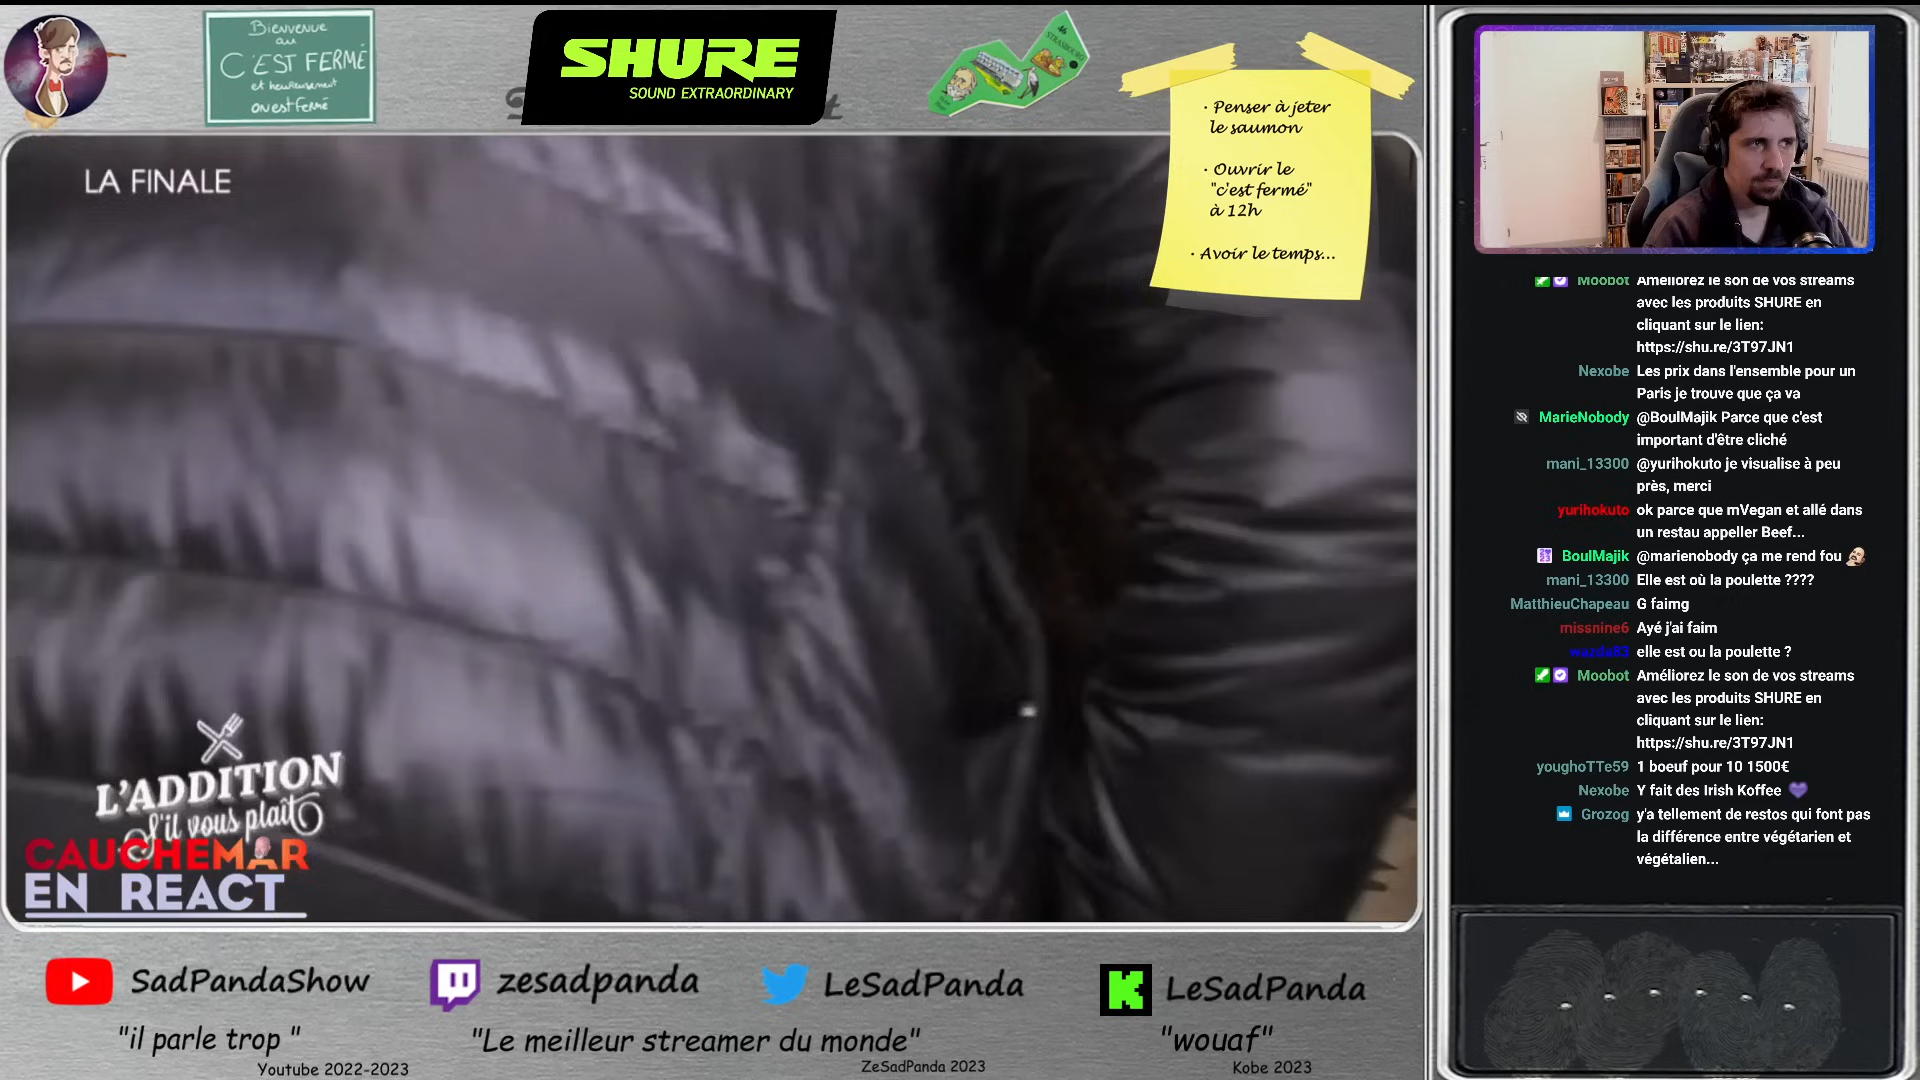 Bienvenue
au
C'EST FERMÉ
et heureusement
on est fermé
SHURE
SOUND EXTRAORDINARY
46
STRASBOURG
· Penser à jeter
le saumon
· Ouvrir le
"c'est fermé"
à 12h
· Avoir le temps...
LA FINALE
L'ADDITION
S'il vous plaît
CAUCHEMAR
EN REACT
SadPandaShow
"il parle trop "
Youtube 2022-2023
zesadpanda
"Le meilleur streamer du monde"
ZeSadPanda 2023
LeSadPanda
LeSadPanda
"wouaf"
Kobe 2023
Moobot Améliorez le son de vos streams
avec les produits SHURE en
cliquant sur le lien:
https://shu.re/3T97JN1
Nexobe Les prix dans l'ensemble pour un
Paris je trouve que ça va
MarieNobody @BoulMajik Parce que c'est
important d'être cliché
mani_13300 @yurihokuto je visualise à peu
près, merci
yurihokuto ok parce que mVegan et allé dans
un restau appeller Beef...
BoulMajik @marienobody ça me rend fou
mani_13300 Elle est où la poulette ????
MatthieuChapeau G faimg
missnine6 Ayé j'ai faim
wazda83 elle est ou la poulette ?
Moobot Améliorez le son de vos streams
avec les produits SHURE en
cliquant sur le lien:
https://shu.re/3T97JN1
youghoTTe59 1 boeuf pour 10 1500€
Nexobe Y fait des Irish Koffee
Grozog y'a tellement de restos qui font pas
la différence entre végétarien et
végétalien...